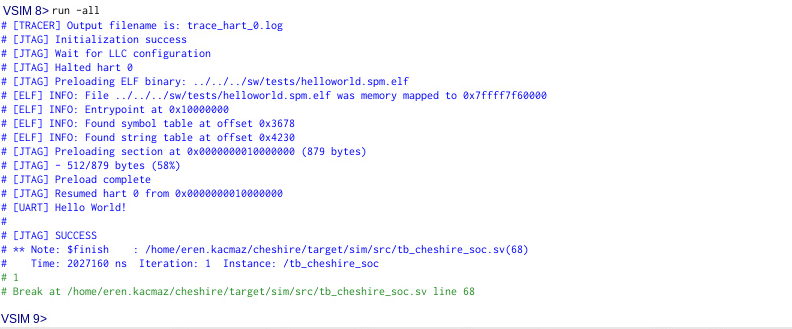 VSIM 8> run -all
# [TRACER] Output filename is: trace_hart_0.log
# [JTAG] Initialization success
# [JTAG] Wait for LLC configuration
# [JTAG] Halted hart 0
# [JTAG] Preloading ELF binary: ../../../sw/tests/helloworld.spm.elf
# [ELF] INFO: File ../../../sw/tests/helloworld.spm.elf was memory mapped to 0x7ffff7f60000
# [ELF] INFO: Entrypoint at 0x10000000
# [ELF] INFO: Found symbol table at offset 0x3678
# [ELF] INFO: Found string table at offset 0x4230
# [JTAG] Preloading section at 0x0000000010000000 (879 bytes)
# [JTAG] - 512/879 bytes (58%)
# [JTAG] Preload complete
# [JTAG] Resumed hart 0 from 0x0000000010000000
# [UART] Hello World!
#
# [JTAG] SUCCESS
# ** Note: $finish    : /home/eren.kacmaz/cheshire/target/sim/src/tb_cheshire_soc.sv(68)
#    Time: 2027160 ns  Iteration: 1  Instance: /tb_cheshire_soc
# 1
# Break at /home/eren.kacmaz/cheshire/target/sim/src/tb_cheshire_soc.sv line 68
VSIM 9>